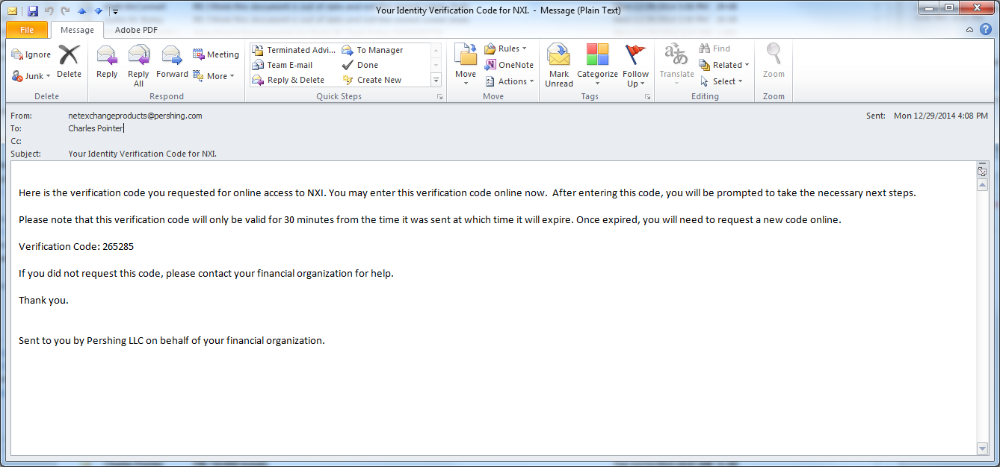 Your Identity Verification Code for NXI. - Message (Plain Text)
File Message Adobe PDF
Ignore
Junk
Delete
Delete
Reply
Reply All
Forward
Meeting
More
Respond
Terminated Advi...
To Manager
Team E-mail
Done
Reply & Delete
Create New
Quick Steps
Move
Rules
OneNote
Actions
Move
Mark Unread
Categorize
Follow Up
Tags
Translate
Find
Related
Select
Editing
Zoom
Zoom
From: netexchangeproducts@pershing.com
Sent: Mon 12/29/2014 4:08 PM
To: Charles Pointer
Cc:
Subject: Your Identity Verification Code for NXI.
Here is the verification code you requested for online access to NXI. You may enter this verification code online now.  After entering this code, you will be prompted to take the necessary next steps.
Please note that this verification code will only be valid for 30 minutes from the time it was sent at which time it will expire. Once expired, you will need to request a new code online.
Verification Code: 265285
If you did not request this code, please contact your financial organization for help.
Thank you.
Sent to you by Pershing LLC on behalf of your financial organization.